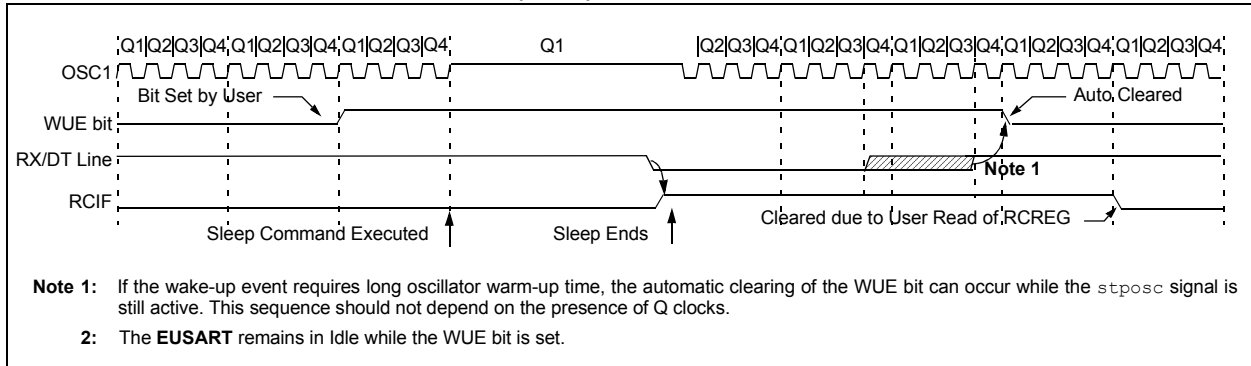 Q1|Q2|Q3|Q4|Q1|Q2|Q3|Q4|Q1|Q2|Q3|Q4 Q1 |Q2|Q3|Q4|Q1|Q2|Q3|Q4|Q1|Q2|Q3|Q4|Q1|Q2|Q3|Q4|Q1|Q2|Q3|Q4
OSC1
Bit Set by User
Auto Cleared
WUE bit
RX/DT Line
Note 1
RCIF
Cleared due to User Read of RCREG
Sleep Command Executed
Sleep Ends
Note 1: If the wake-up event requires long oscillator warm-up time, the automatic clearing of the WUE bit can occur while the stposc signal is
still active. This sequence should not depend on the presence of Q clocks.
2: The EUSART remains in Idle while the WUE bit is set.